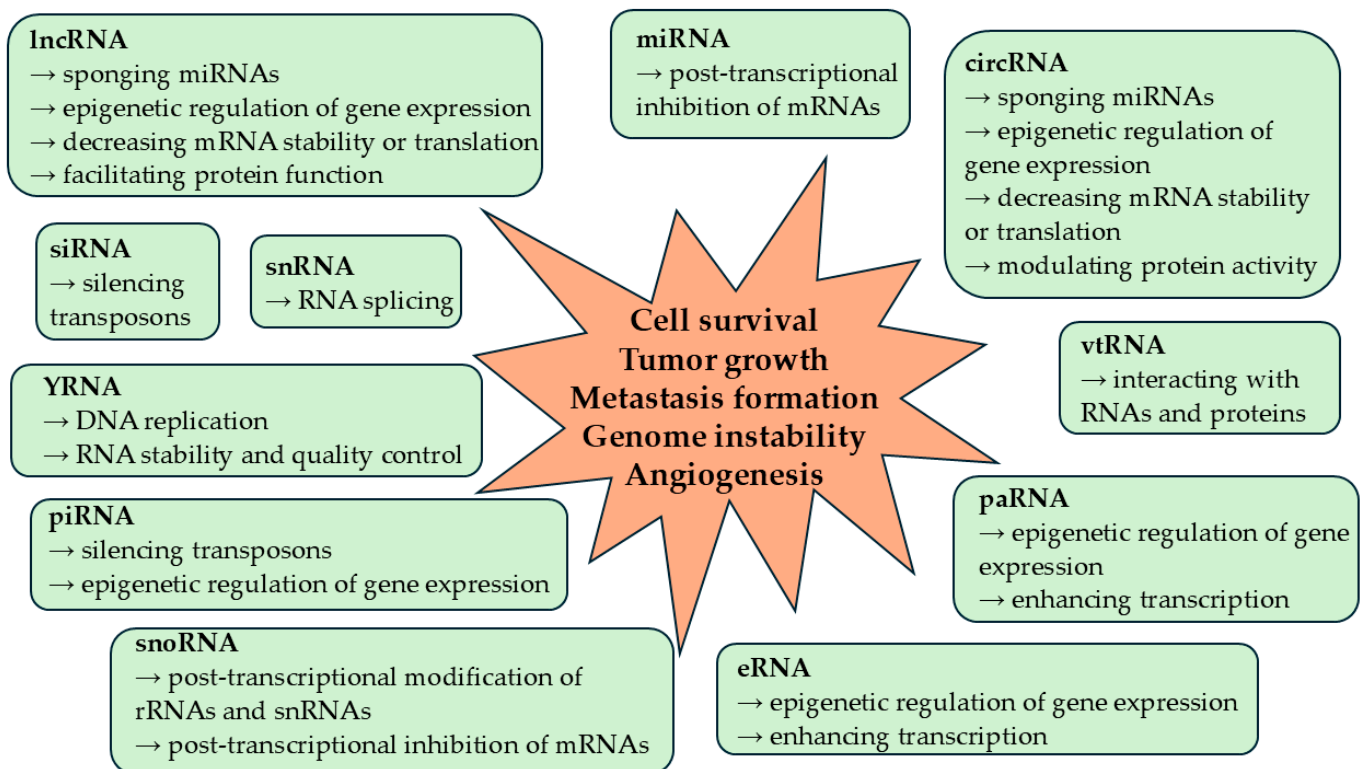 lncRNA
→ sponging miRNAs
→ epigenetic regulation of gene expression
→ decreasing mRNA stability or translation
→ facilitating protein function
miRNA
→ post-transcriptional
inhibition of mRNAs
circRNA
→ sponging miRNAs
→ epigenetic regulation of
gene expression
→ decreasing mRNA stability
or translation
→ modulating protein activity
siRNA
→ silencing
transposons
snRNA
→ RNA splicing
Cell survival
Tumor growth
Metastasis formation
Genome instability
Angiogenesis
vtRNA
→ interacting with
RNAs and proteins
YRNA
→ DNA replication
→ RNA stability and quality control
piRNA
→ silencing transposons
→ epigenetic regulation of gene expression
paRNA
→ epigenetic regulation of gene
expression
→ enhancing transcription
snoRNA
→ post-transcriptional modification of
rRNAs and snRNAs
→ post-transcriptional inhibition of mRNAs
eRNA
→ epigenetic regulation of gene expression
→ enhancing transcription